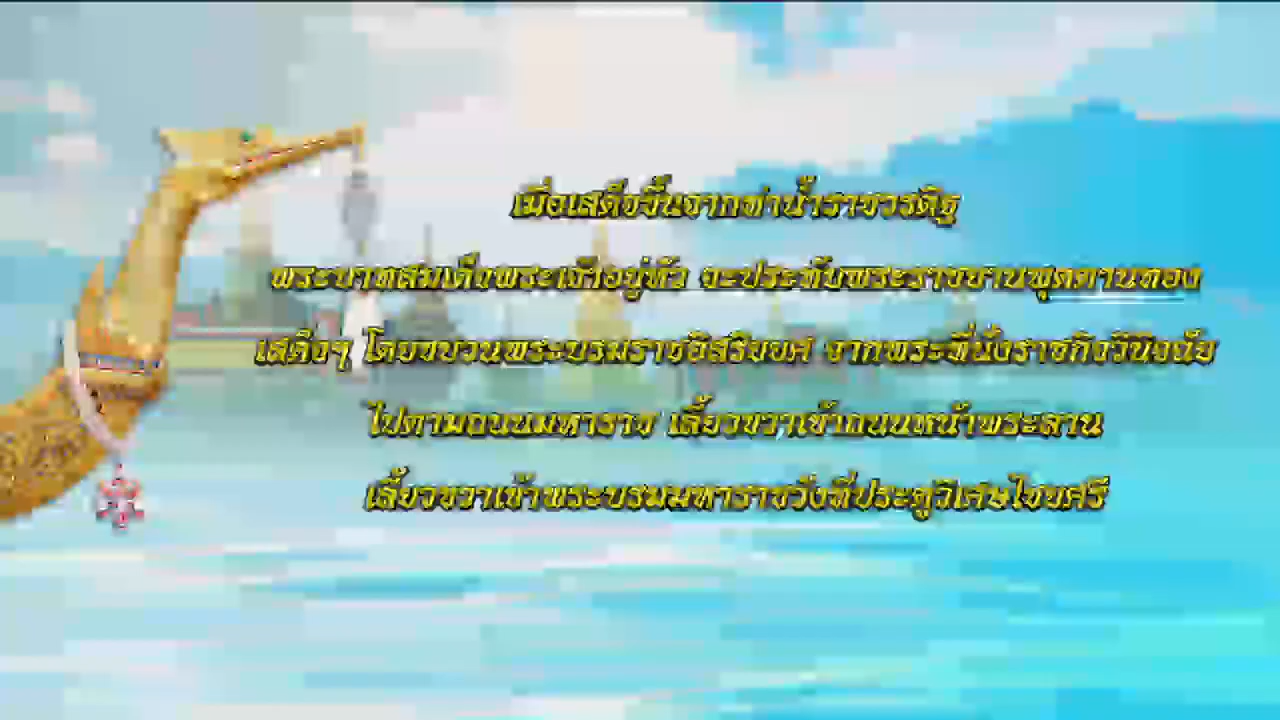 เมื่อเสด็จขึ้นจากท่าน้ำราชวรดิฐ
พระบาทสมเด็จพระเจ้าอยู่หัว จะประทับพระราชยานพุดตานทอง
เสด็จฯ โดยขบวนพระบรมราชอิสริยยศ จากพระที่นั่งราชกิจวินิจฉัย
ไปตามถนนมหาราช เลี้ยวขวาเข้าถนนหน้าพระลาน
เลี้ยวขวาเข้าพระบรมมหาราชวังที่ประตูวิเศษไชยศรี